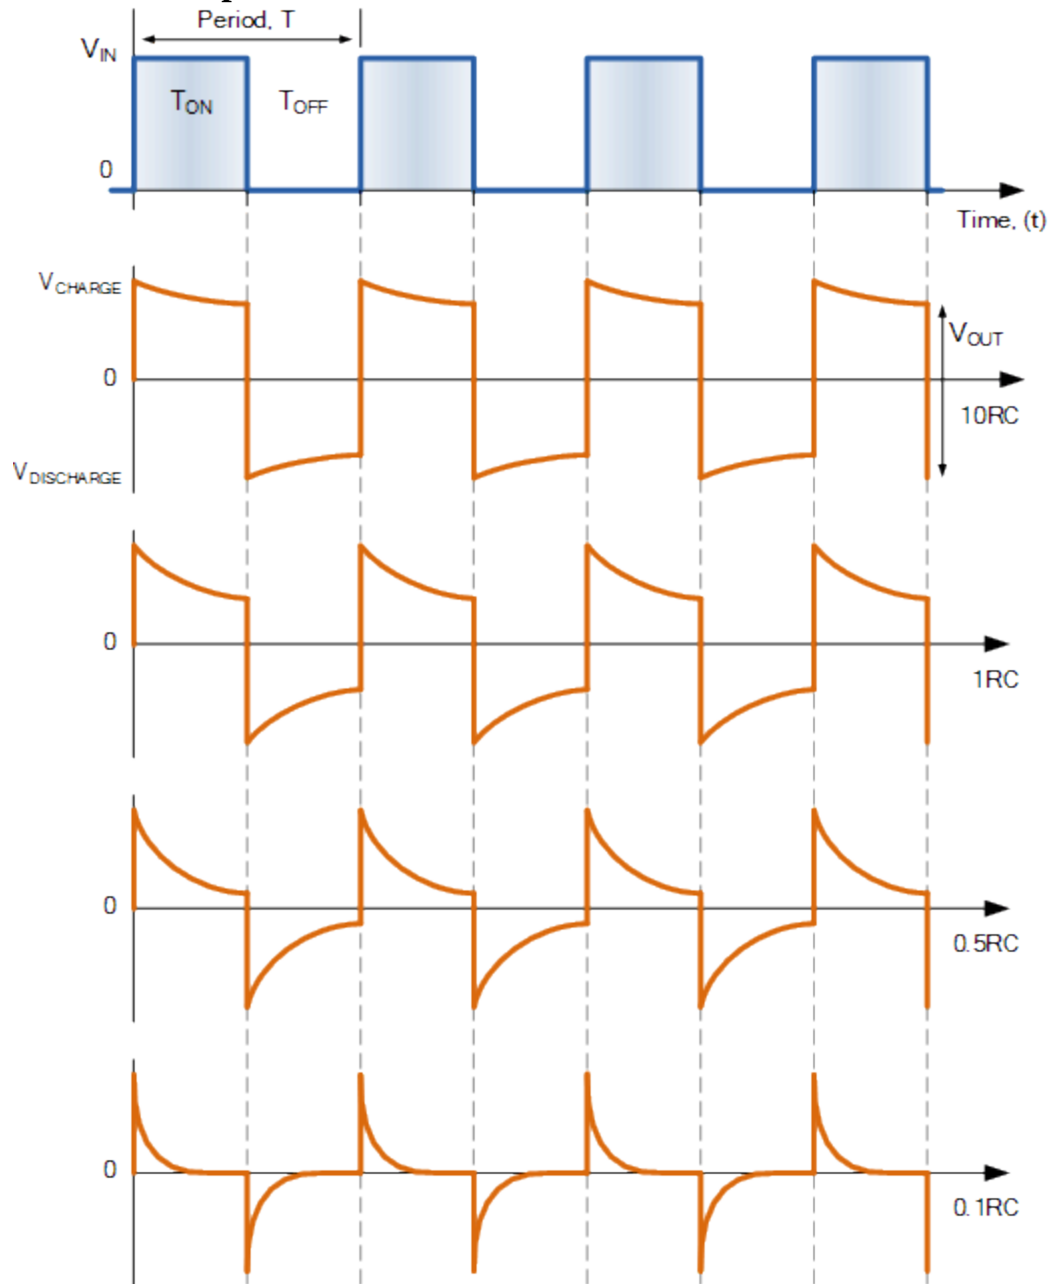 Period, T
VIN
TON
TOFF
0
Time, (t)
VCHARGE
VOUT
0
10RC
VDISCHARGE
0
1RC
0
0.5RC
0
0.1RC